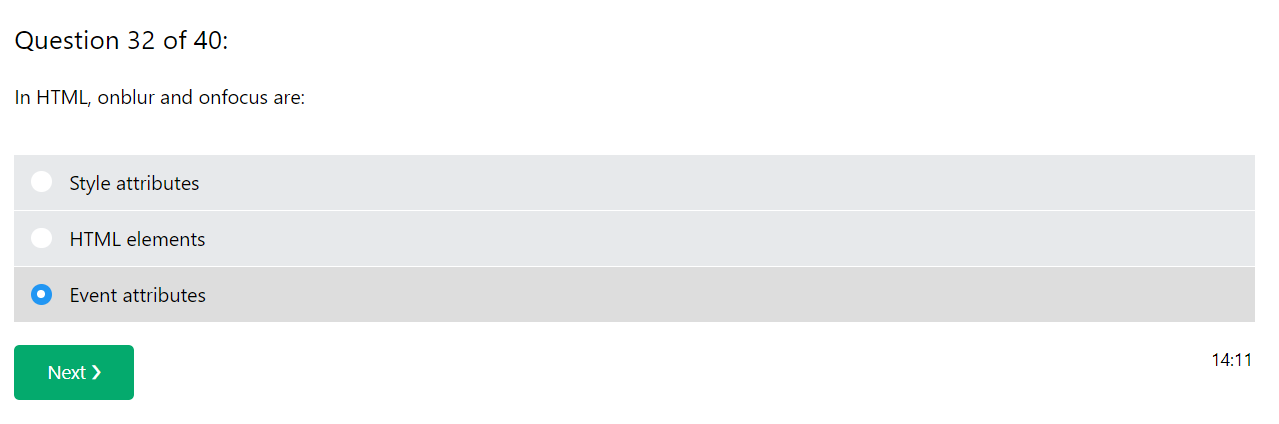 Question 32 of 40:
In HTML, onblur and onfocus are:
Style attributes
HTML elements
Event attributes
Next ❯
14:11